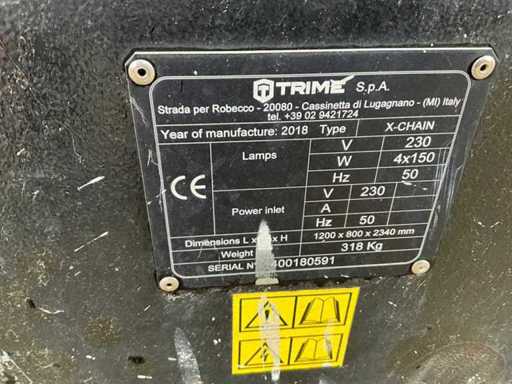 TRIME S.p.A.
Strada per Robecco - 20080 - Cassinetta di Lugagnano - (MI) Italy
tel. +39 02 9421724
Year of manufacture: 2018 Type X-CHAIN
Lamps V 230
W 4x150
Hz 50
CE Power inlet V 230
A
Hz 50
Dimensions L x H 1200 x 800 x 2340 mm
Weight 318 Kg
SERIAL 400180591